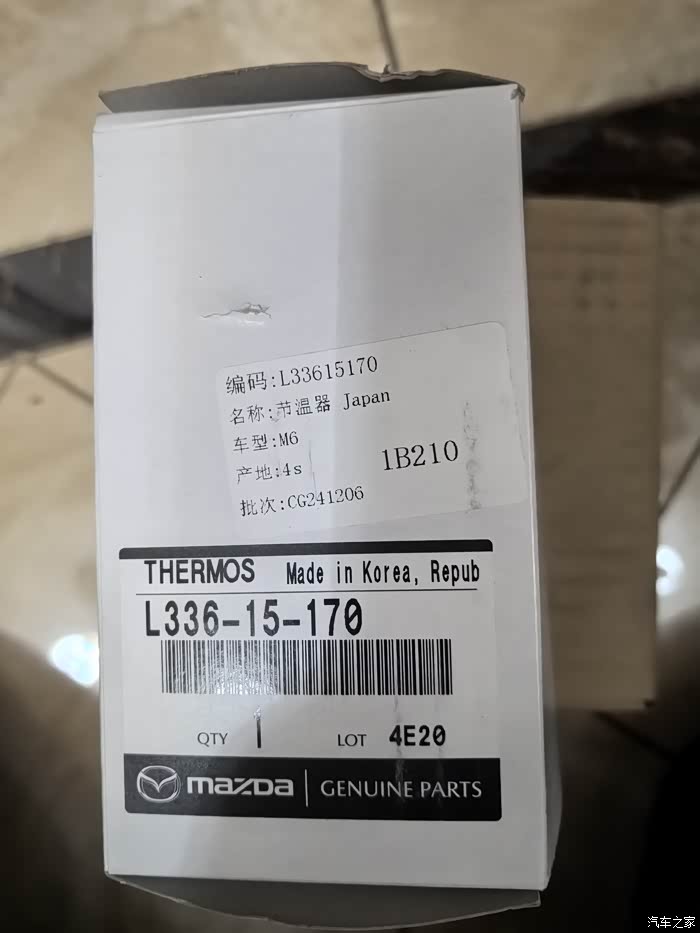 编码:L33615170
名称:节温器 Japan
车型:M6
产地:4s
1B210
批次:CG241206
THERMOS Made in Korea, Repub
L336-15-170
QTY 1 LOT 4E20
mazda GENUINE PARTS
汽车之家